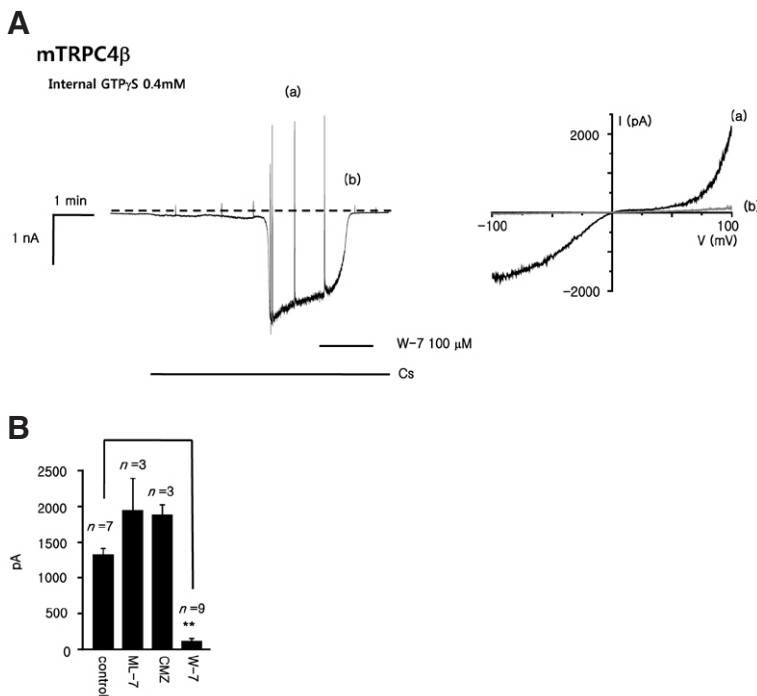 A
mTRPC4β
Internal GTPγS 0.4mM
(a)
(b)
1 min
1 nA
W-7 100 μM
Cs
I (pA)
2000
(a)
(b)
-100
100
V (mV)
-2000
B
n=3
n=3
n=7
n=9
**
pA
2500
2000
1500
1000
500
0
control
ML-7
CMZ
W-7